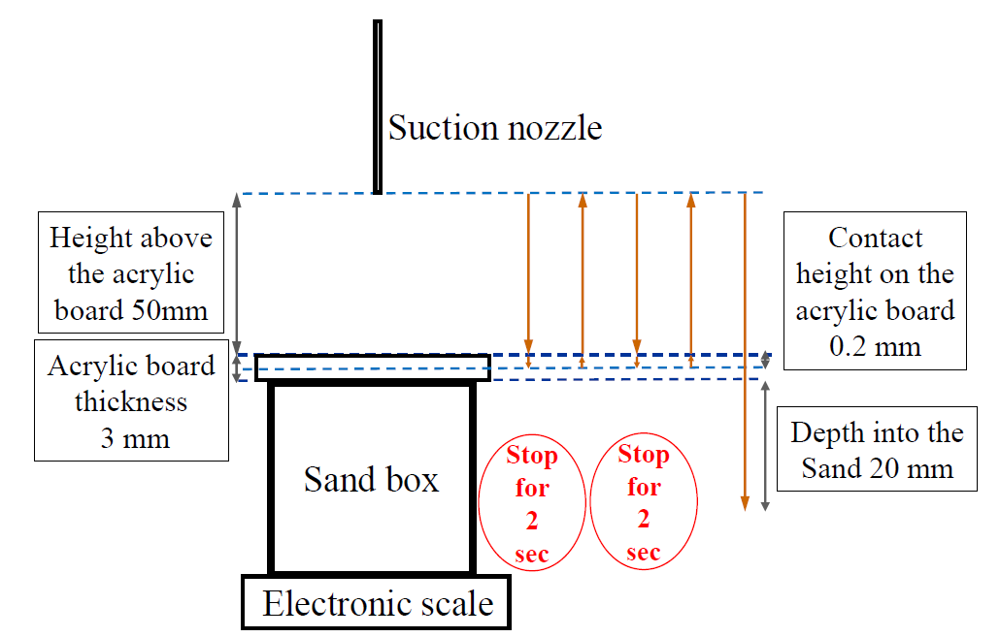 Suction nozzle
Height above
the acrylic
board 50mm
Contact
height on the
acrylic board
0.2 mm
Acrylic board
thickness
3 mm
Depth into the
Sand 20 mm
Stop
for
2
sec
Stop
for
2
sec
Sand box
Electronic scale